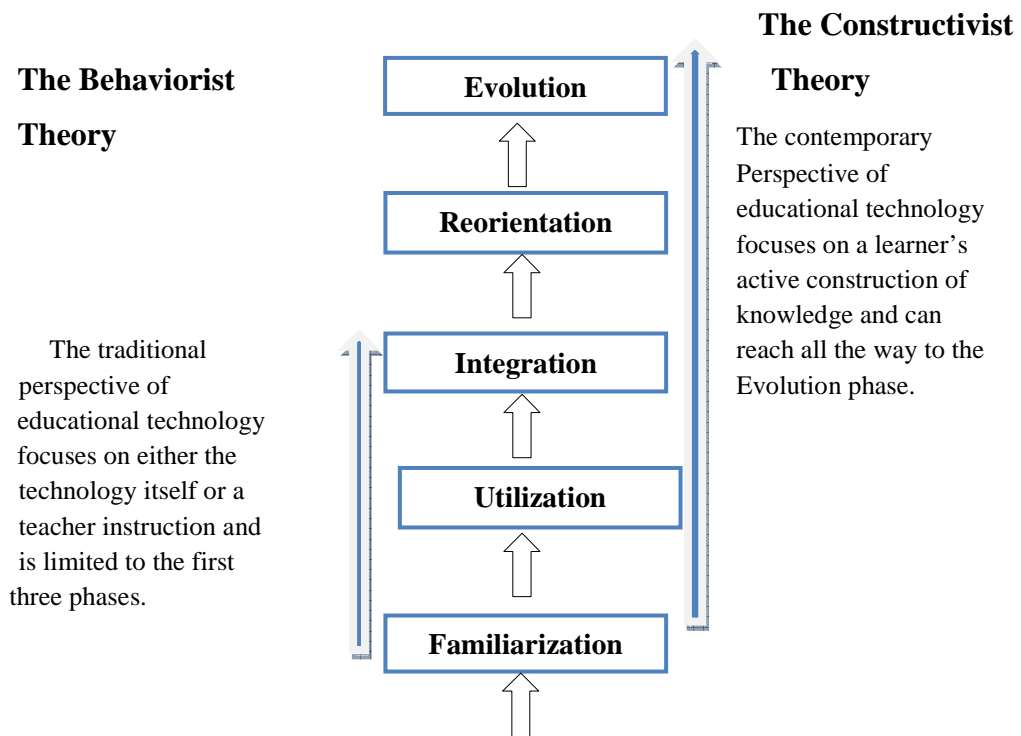 The Behaviorist
Theory
The traditional
perspective of
educational technology
focuses on either the
technology itself or a
teacher instruction and
is limited to the first
three phases.
Evolution
Reorientation
Integration
Utilization
Familiarization
The Constructivist
Theory
The contemporary
Perspective of
educational technology
focuses on a learner’s
active construction of
knowledge and can
reach all the way to the
Evolution phase.